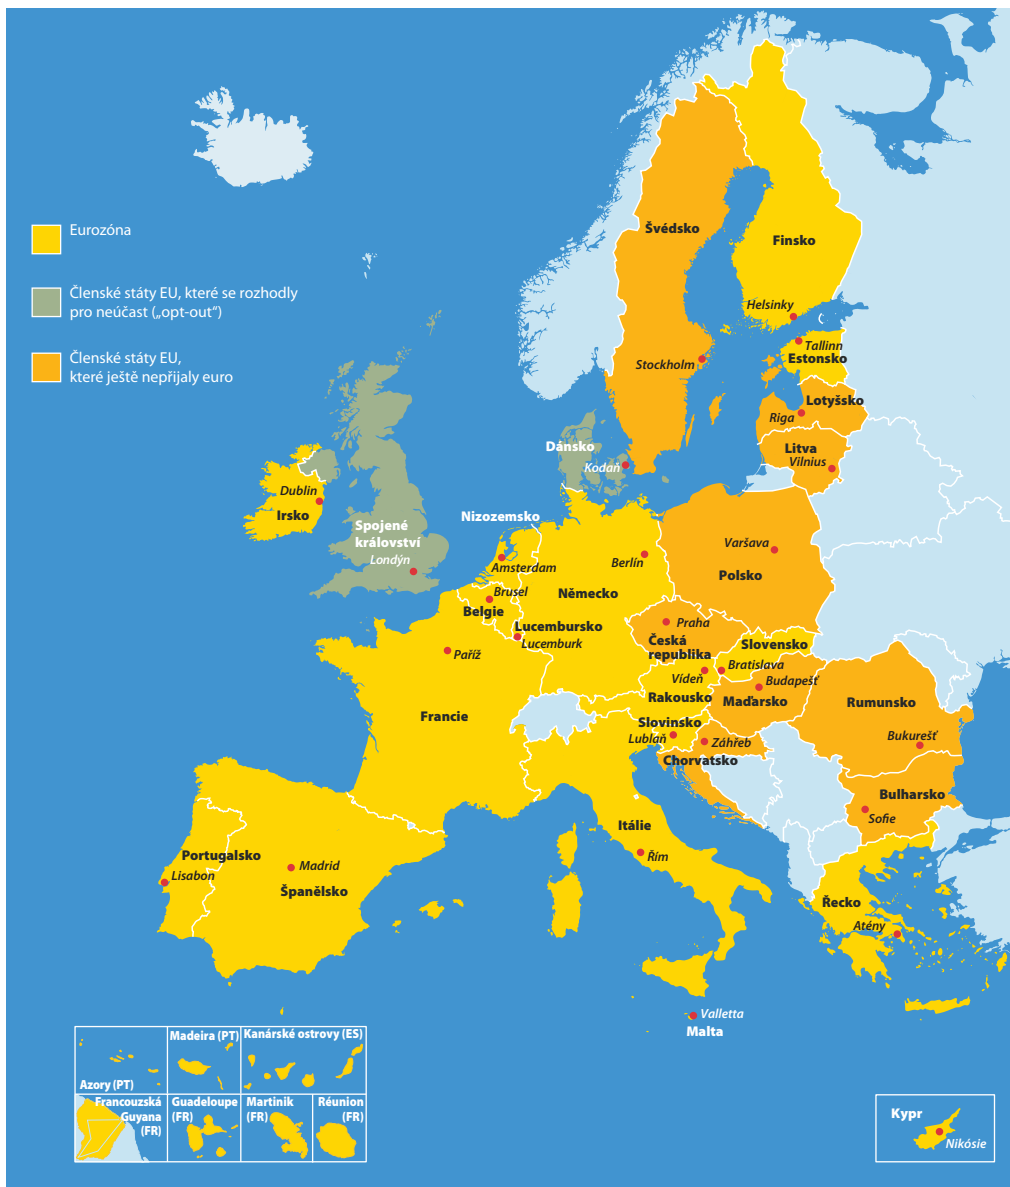 Eurozóna
Členské státy EU, které se rozhodly
pro neúčast („opt-out“)
Členské státy EU,
které ještě nepřijaly euro
Švédsko
Finsko
Helsinky
Stockholm
Tallinn
Estonsko
Lotyšsko
Riga
Litva
Vilnius
Dánsko
Kodaň
Dublin
Irsko
Spojené
království
Londýn
Nizozemsko
Amsterdam
Berlín
Varšava
Polsko
Brusel
Belgie
Německo
Lucembursko
Lucemburk
Praha
Česká
republika
Slovensko
Bratislava
Paříž
Vídeň
Budapešť
Rakousko
Maďarsko
Rumunsko
Francie
Slovinsko
Lublaň
Záhřeb
Bukurešť
Chorvatsko
Bulharsko
Sofie
Itálie
Řím
Portugalsko
Lisabon
Madrid
Španělsko
Řecko
Atény
Valletta
Malta
Azory (PT)
Madeira (PT)
Kanárské ostrovy (ES)
Francouzská
Guyana
(FR)
Guadeloupe
(FR)
Martinik
(FR)
Réunion
(FR)
Kypr
Nikósie